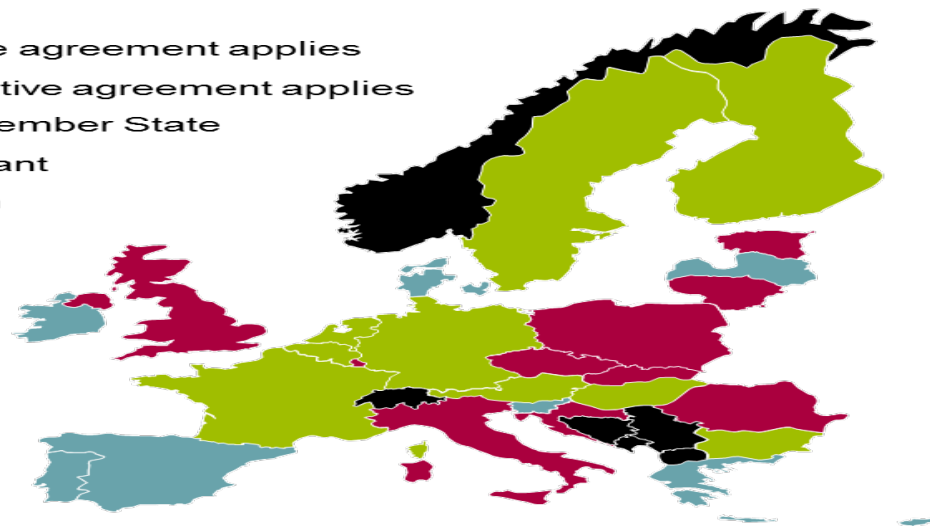 e agreement applies
tive agreement applies
ember State
ant